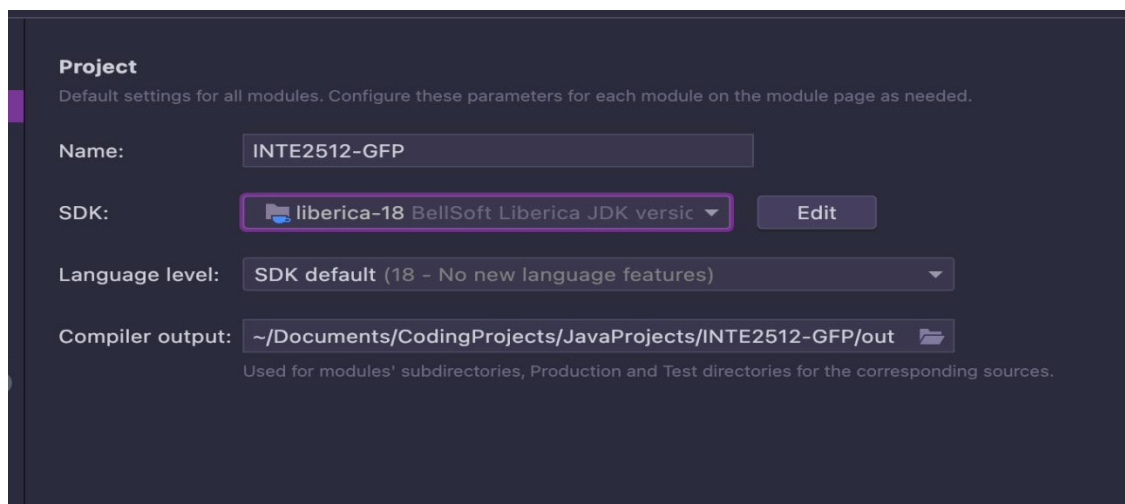 Project
Default settings for all modules. Configure these parameters for each module on the module page as needed.
Name: INTE2512-GFP
SDK: liberica-18 BellSoft Liberica JDK versic Edit
Language level: SDK default (18 - No new language features)
Compiler output: ~/Documents/CodingProjects/JavaProjects/INTE2512-GFP/out
Used for modules' subdirectories, Production and Test directories for the corresponding sources.